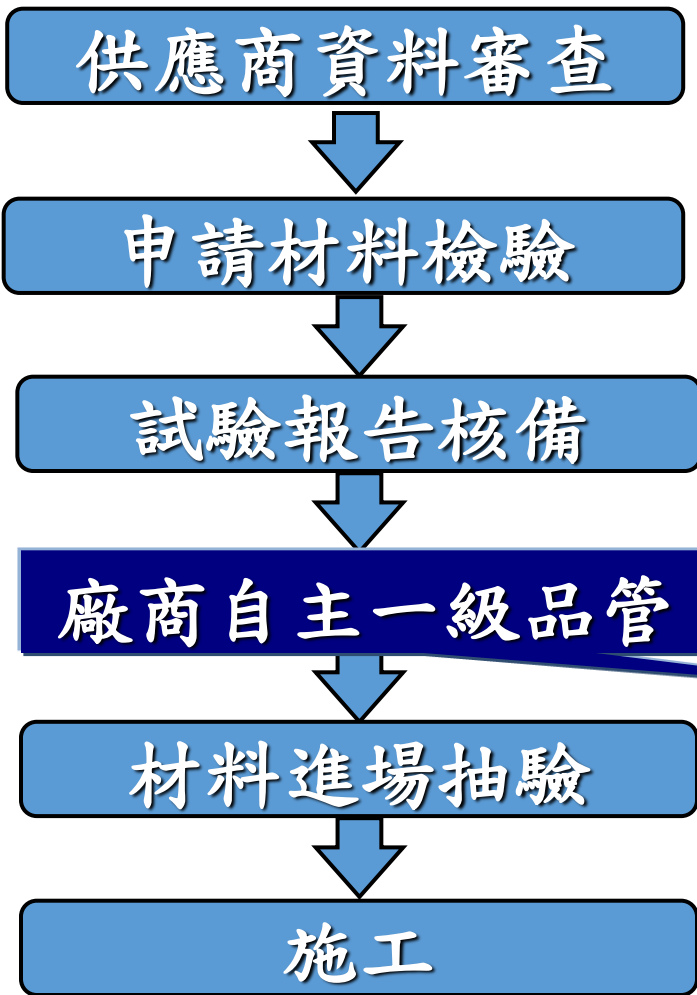 供應商資料審查
申請材料檢驗
試驗報告核備
廠商自主一級品管
材料進場抽驗
施工